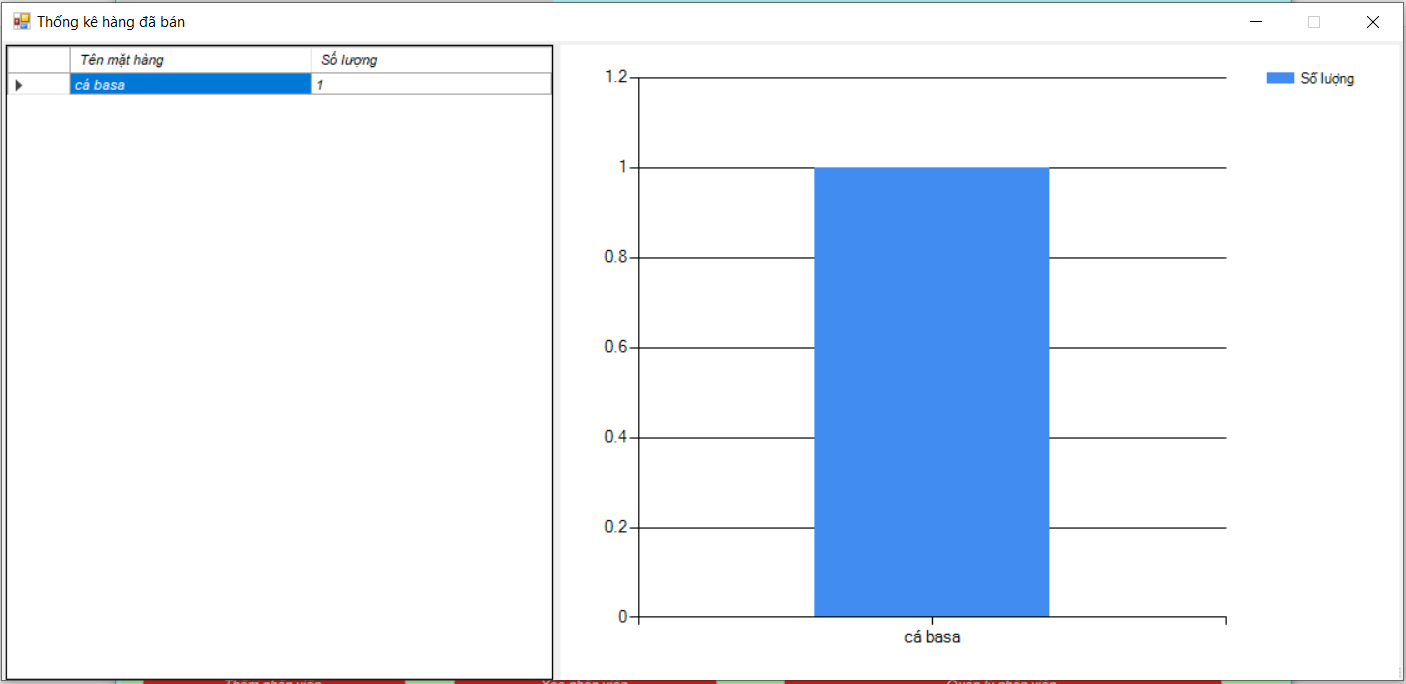 Thống kê hàng đã bán
Tên mặt hàng Số lượng
cá basa 1
Số lượng
1.2
1
0.8
0.6
0.4
0.2
0
cá basa